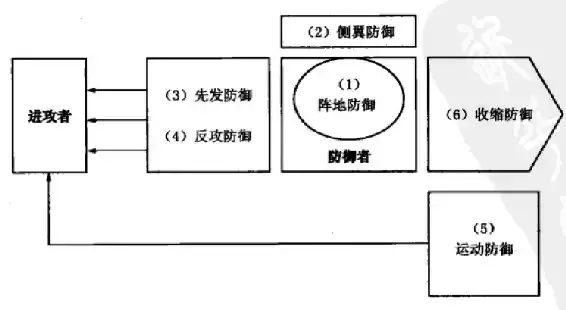 (2) 侧翼防御
进攻者
(3) 先发防御
(4) 反攻防御
(1)
阵地防御
防御者
(6) 收缩防御
(5)
运动防御